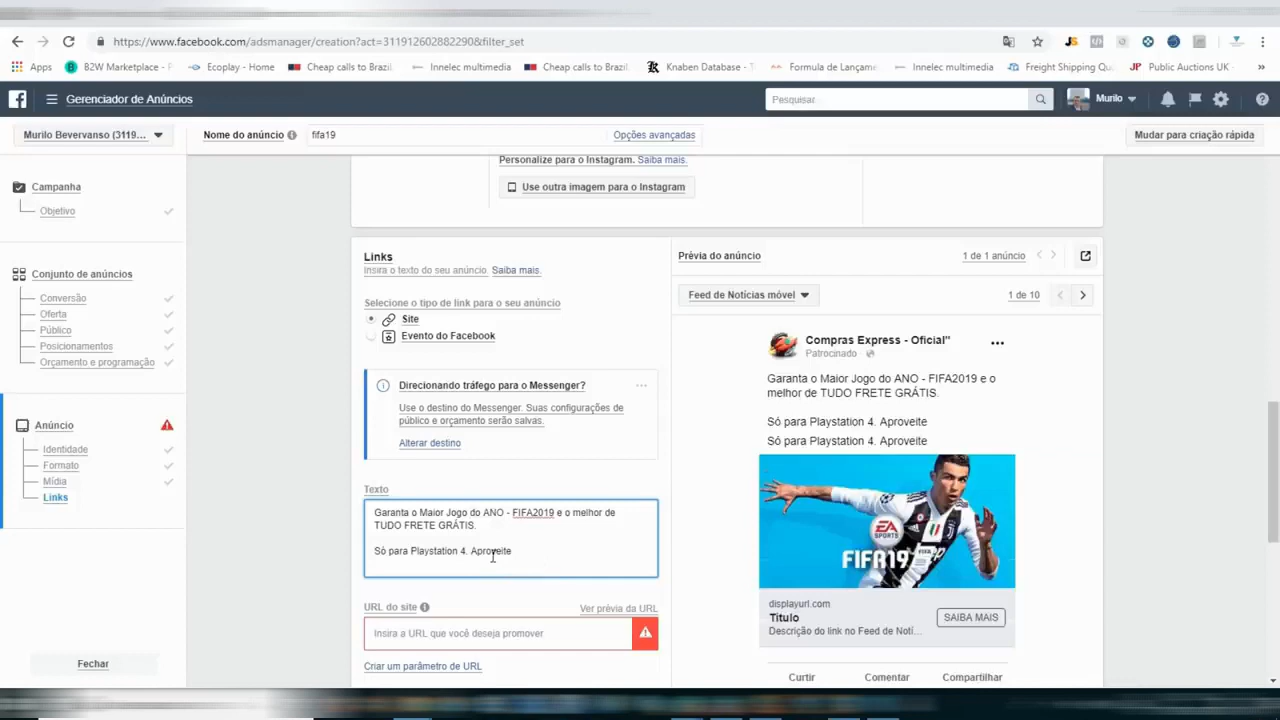 https://www.facebook.com/adsmanager/creation?act=311912602882290&filter_set
Apps
B2W Marketplace - P
Ecoplay - Home
Cheap calls to Brazil
Innelec multimedia
Cheap calls to Brazil
Knaben Database -
Formula de Lançame
Innelec multimedia
Freight Shipping Qu
Public Auctions UK -
»
Gerenciador de Anúncios
Pesquisar
Murilo
Murilo Bevervanso (3119...
Nome do anúncio
fifa19
Opções avançadas
Mudar para criação rápida
Campanha
Objetivo
Conjunto de anúncios
Conversão
Oferta
Público
Posicionamentos
Orçamento e programação
Anúncio
Identidade
Formato
Mídia
Links
Fechar
Personalize para o Instagram. Saiba mais.
Use outra imagem para o Instagram
Links
Insira o texto do seu anúncio. Saiba mais.
Selecione o tipo de link para o seu anúncio
Site
Evento do Facebook
Direcionando tráfego para o Messenger?
Use o destino do Messenger. Suas configurações de
público e orçamento serão salvas.
Alterar destino
Texto
Garanta o Maior Jogo do ANO - FIFA2019 e o melhor de
TUDO FRETE GRÁTIS.
Só para Playstation 4. Aproveite
URL do site
Ver prévia da URL
Insira a URL que você deseja promover
Criar um parâmetro de URL
Prévia do anúncio
1 de 1 anúncio
Feed de Notícias móvel
1 de 10
Compras Express - Oficial"
Patrocinado
Garanta o Maior Jogo do ANO - FIFA2019 e o
melhor de TUDO FRETE GRÁTIS.
Só para Playstation 4. Aproveite
Só para Playstation 4. Aproveite
EA
SPORTS
FIFA19
Jeep
displayurl.com
Título
Descrição do link no Feed de Notí...
SAIBA MAIS
Curtir
Comentar
Compartilhar